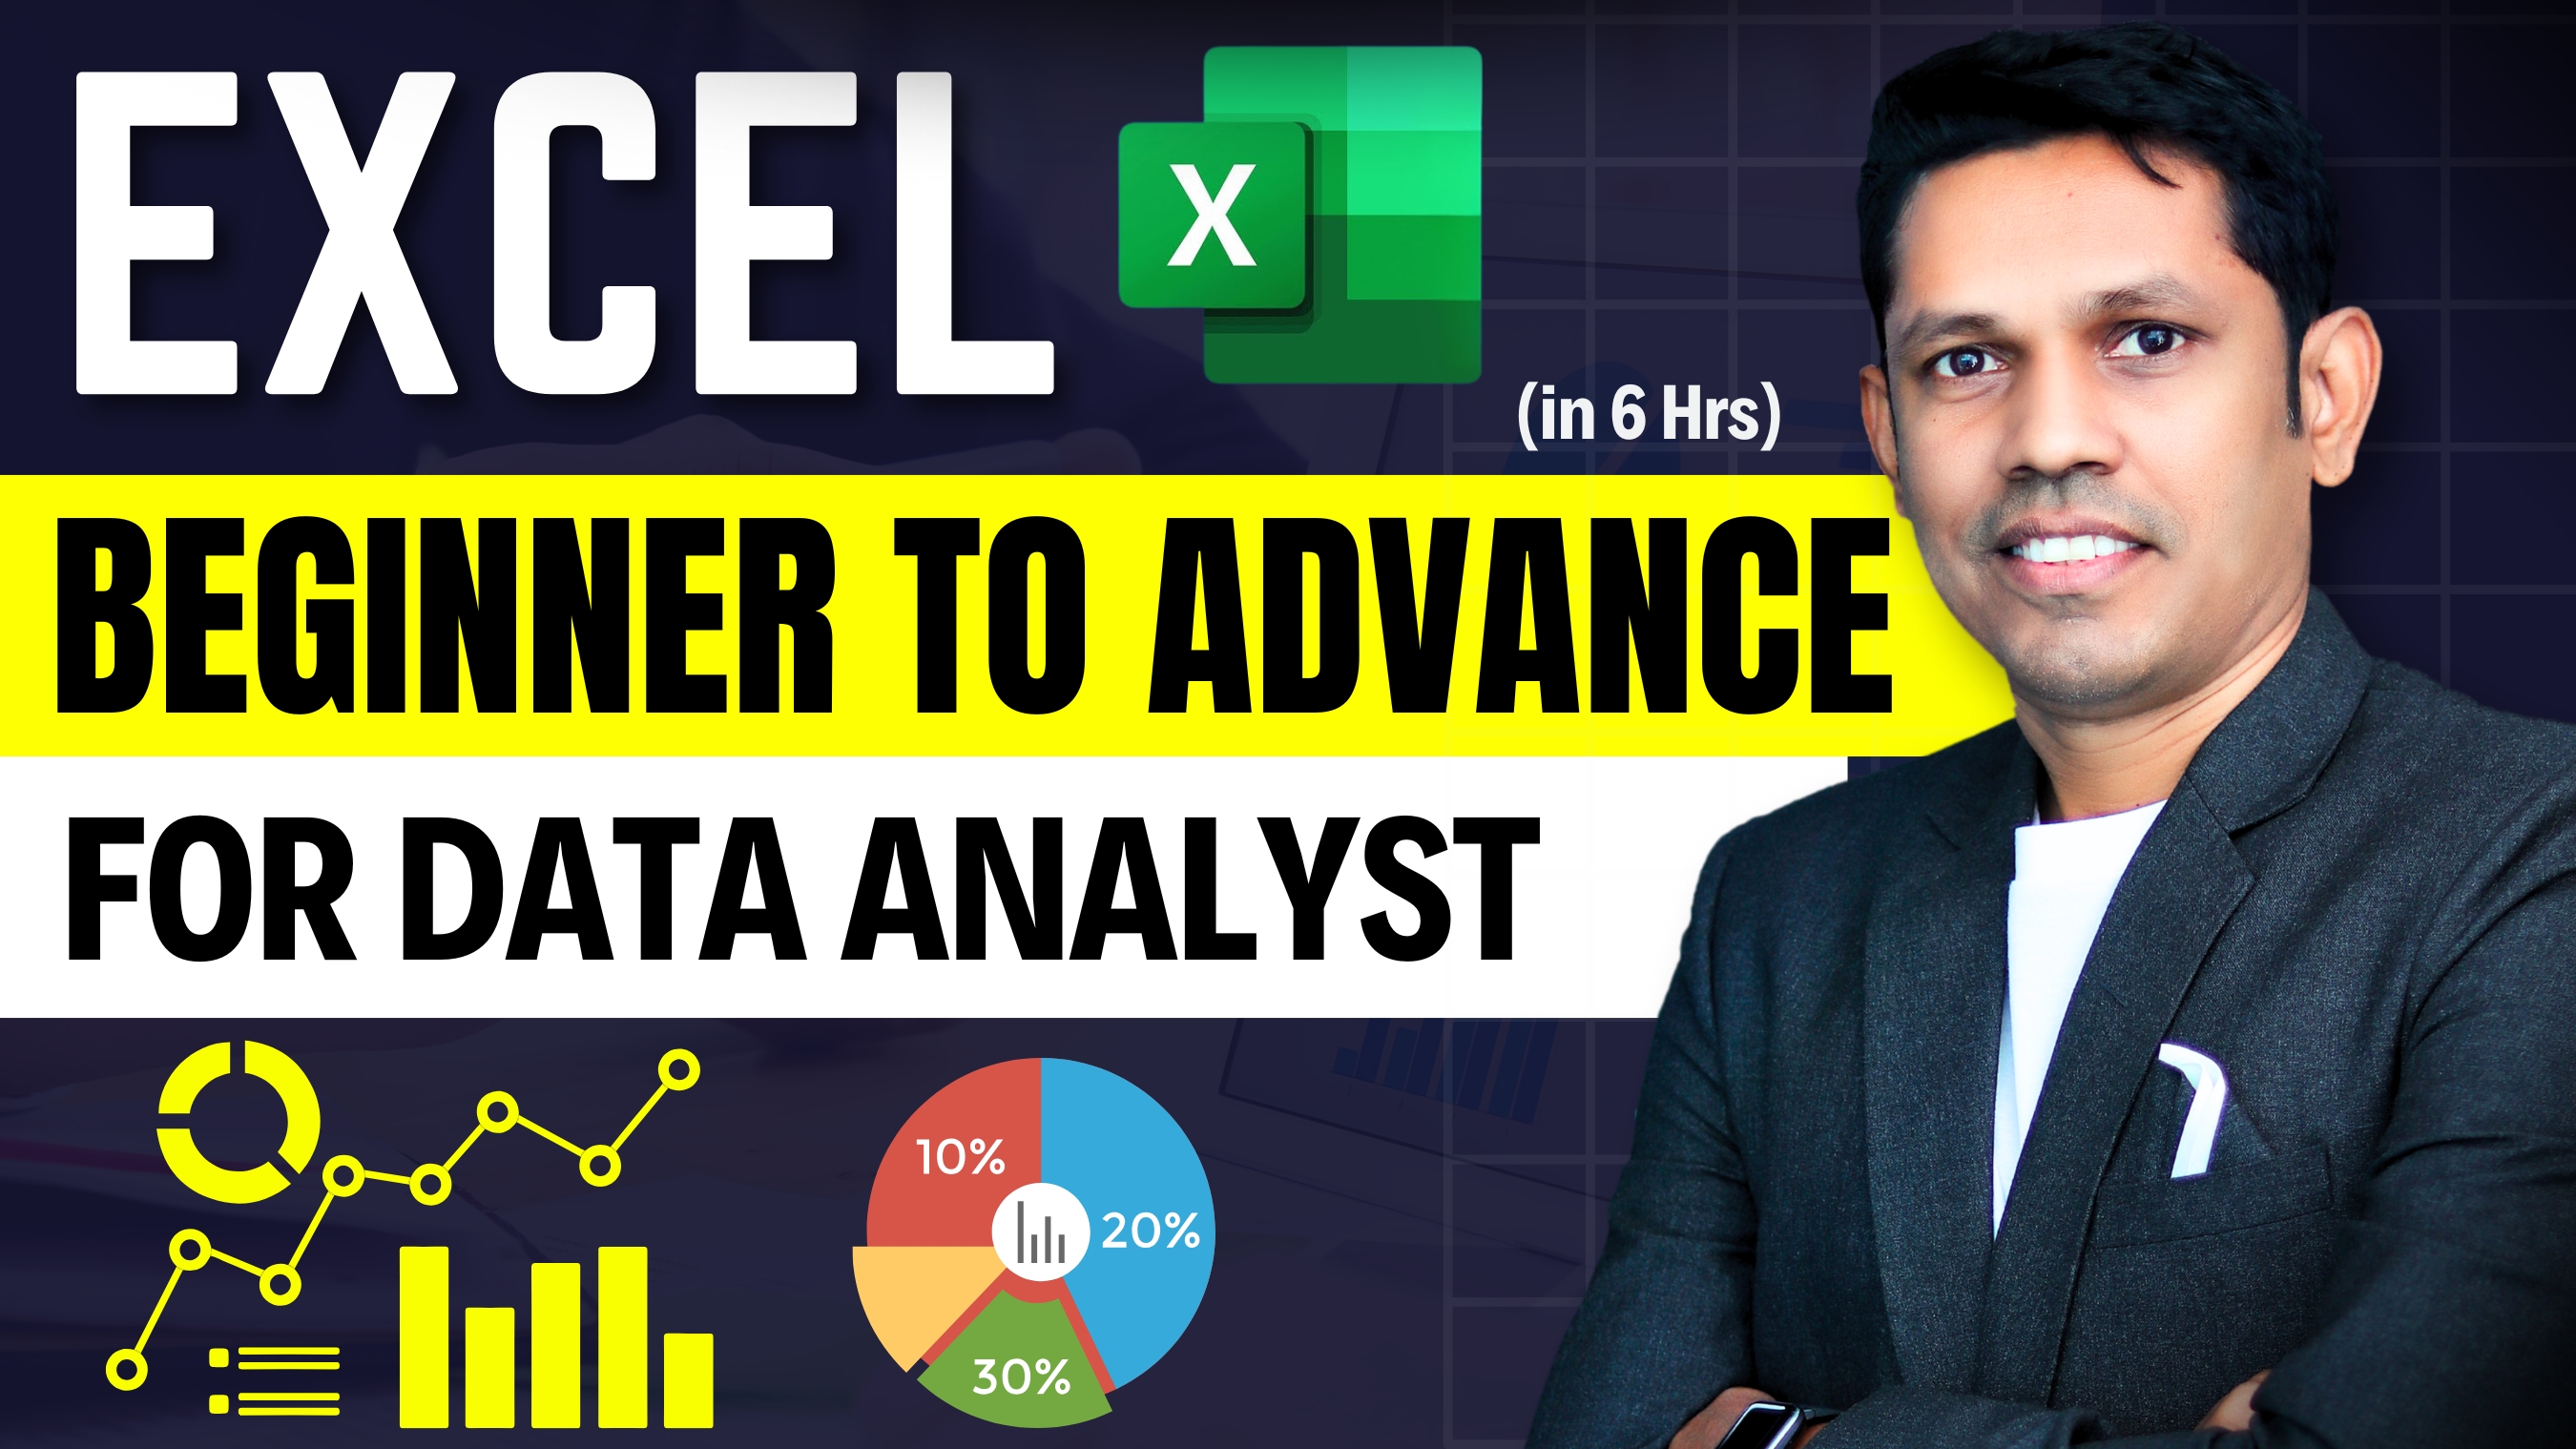 EXCEL
X
(in 6 Hrs)
BEGINNER TO ADVANCE
FOR DATA ANALYST
10%
20%
30%